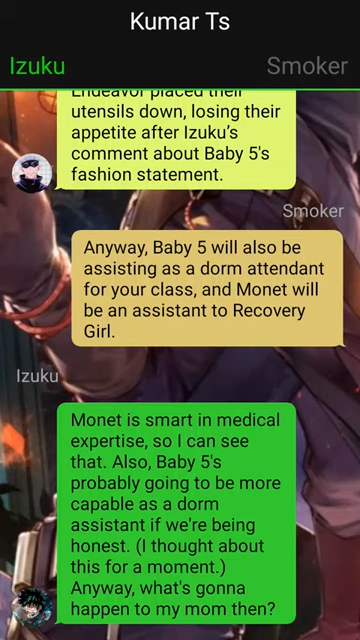 Kumar Ts
Izuku Smoker
Endeavor placed their
utensils down, losing their
appetite after Izuku’s
comment about Baby 5's
fashion statement.
Smoker
Anyway, Baby 5 will also be
assisting as a dorm attendant
for your class, and Monet will
be an assistant to Recovery
Girl.
Izuku
Monet is smart in medical
expertise, so I can see
that. Also, Baby 5's
probably going to be more
capable as a dorm
assistant if we're being
honest. (I thought about
this for a moment.)
Anyway, what's gonna
happen to my mom then?